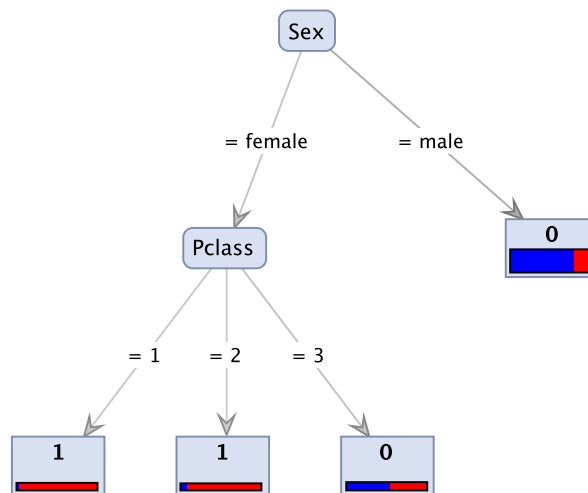 Sex
= female
= male
0
Pclass
= 1
= 2
= 3
1
1
0